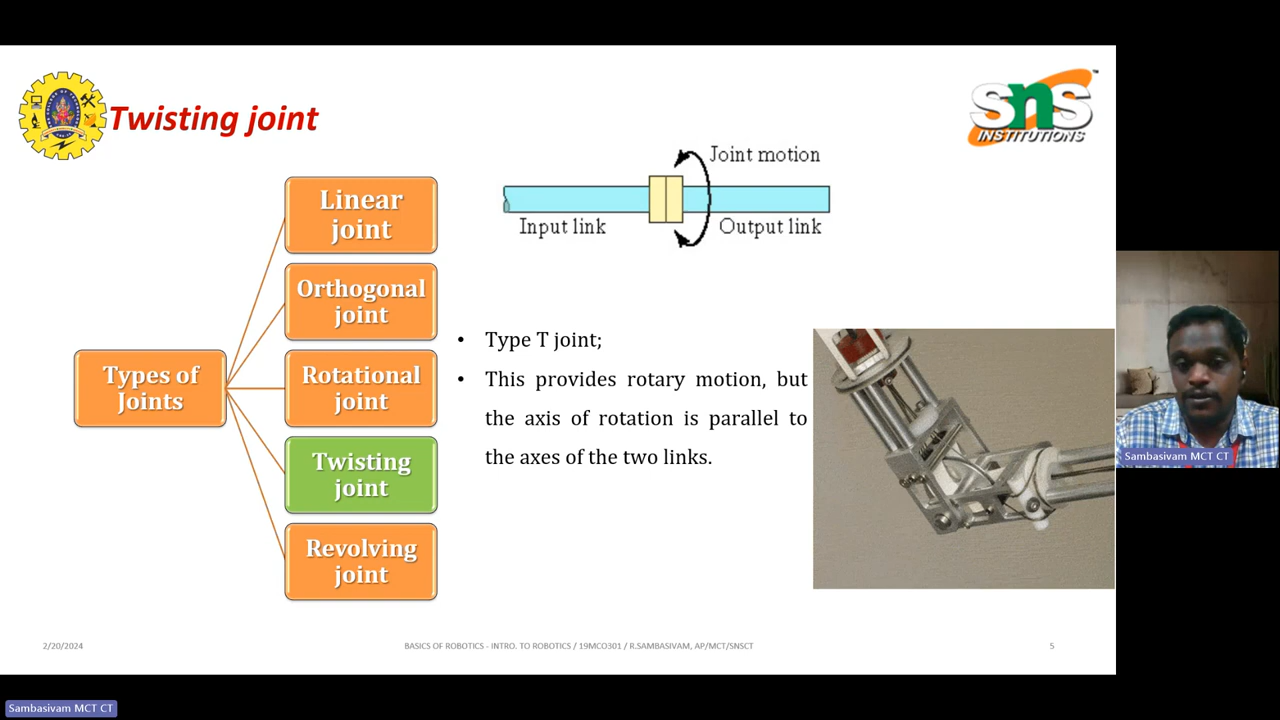 Twisting joint
SNS
INSTITUTIONS
™
Joint motion
Input link
Output link
Types of
Joints
Linear
joint
Orthogonal
joint
Rotational
joint
Twisting
joint
Revolving
joint
• Type T joint;
• This provides rotary motion, but
the axis of rotation is parallel to
the axes of the two links.
Sambasivam MCT CT
2/20/2024
BASICS OF ROBOTICS - INTRO. TO ROBOTICS / 19MCO301 / R.SAMBASIVAM, AP/MCT/SNSCT
5
Sambasivam MCT CT